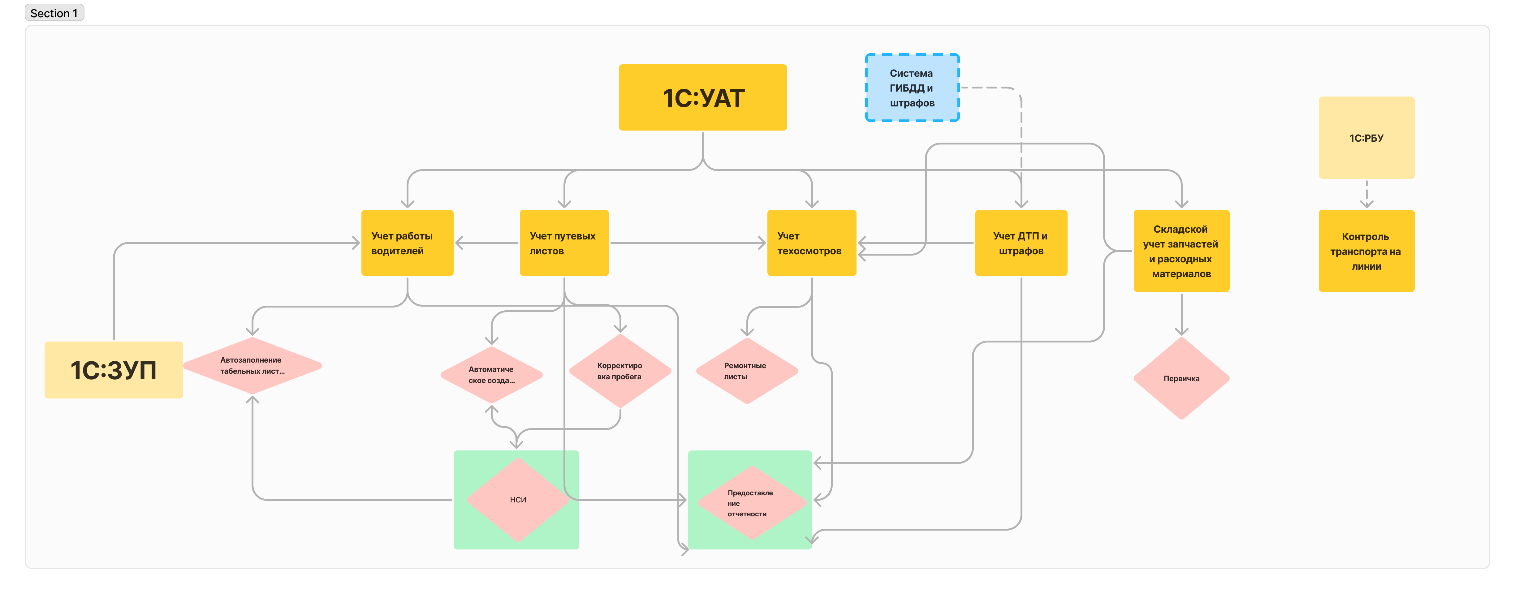 Section 1
1С:УАТ
Система
ГИБДД и
штрафов
1С:РБУ
Учет работы
водителей
Учет путевых
листов
Учет
техосмотров
Учет ДТП и
штрафов
Складской
учет запчастей
и расходных
материалов
Контроль
транспорта на
линии
1С:ЗУП
Автозаполнение
табельных лист...
Автоматиче
ское созда...
Корректиро
вка пробега
Ремонтные
листы
Первичка
НСИ
Предоставле
ние
отчетности